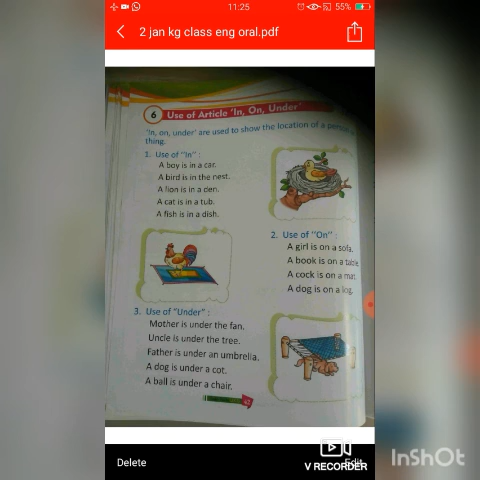 11:25
55%
2 jan kg class eng oral.pdf
6 Use of Article 'In, On, Under'
'In, on, under' are used to show the location of a person
thing.
1. Use of "In" :
A boy is in a car.
A bird is in the nest.
A lion is in a den.
A cat is in a tub.
A fish is in a dish.
2. Use of "On" :
A girl is on a sofa.
A book is on a table
A cock is on a mat.
A dog is on a log.
3. Use of "Under" :
Mother is under the fan.
Uncle is under the tree.
Father is under an umbrella.
A dog is under a cot.
A ball is under a chair.
Delete
Edit
V RECORDER
InShOt